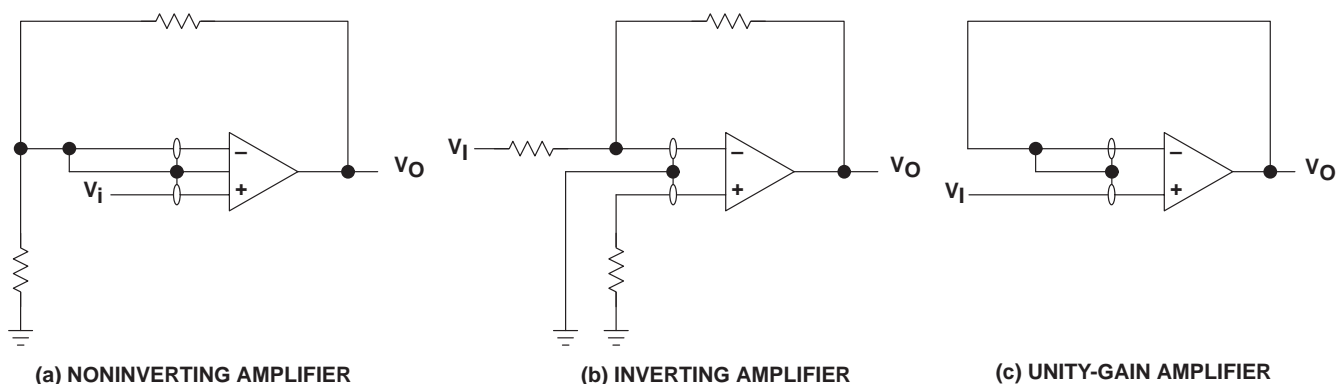 V_I
V_O
V_i
V_O
V_I
V_O
−
+
−
+
−
+
(a) NONINVERTING AMPLIFIER
(b) INVERTING AMPLIFIER
(c) UNITY-GAIN AMPLIFIER